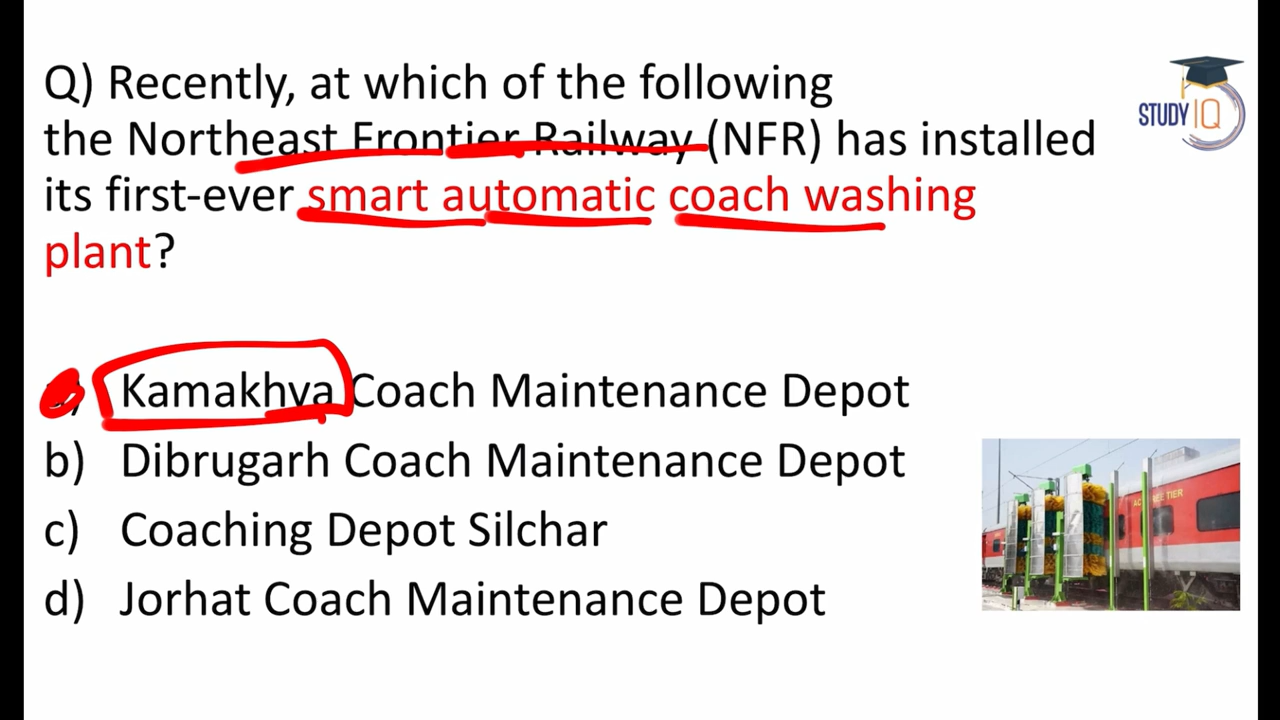 Q) Recently, at which of the following
the Northeast Frontier Railway (NFR) has installed
its first-ever smart automatic coach washing
plant?
STUDY IQ
a) Kamakhya Coach Maintenance Depot
b) Dibrugarh Coach Maintenance Depot
c) Coaching Depot Silchar
d) Jorhat Coach Maintenance Depot